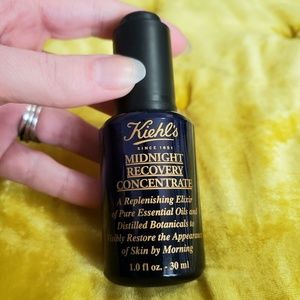 Kiehl's
SINCE 1851
MIDNIGHT
RECOVERY
CONCENTRATE
A Replenishing Elixir
of Pure Essential Oils and
Distilled Botanicals to
Visibly Restore the Appearance
of Skin by Morning
1.0 fl. oz. - 30 ml